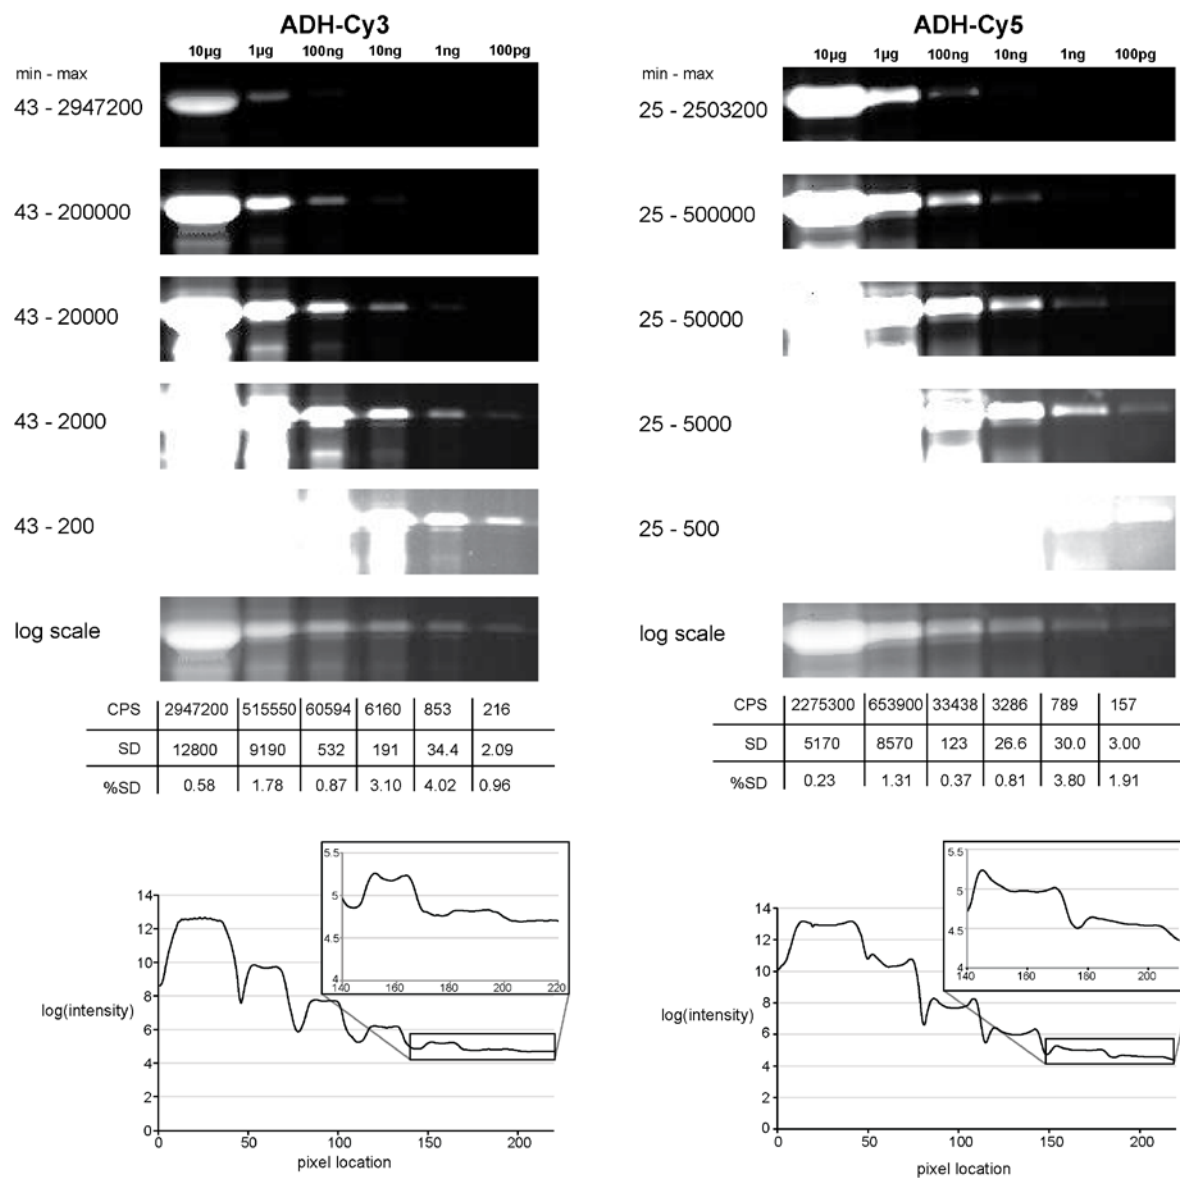 ADH-Cy3
10µg 1µg 100ng 10ng 1ng 100pg
min - max
43 - 2947200
43 - 200000
43 - 20000
43 - 2000
43 - 200
log scale
CPS 2947200 515550 60594 6160 853 216
SD 12800 9190 532 191 34.4 2.09
%SD 0.58 1.78 0.87 3.10 4.02 0.96
5.5
5
4.5
4
140 160 180 200 220
14
12
10
8
6
4
2
0
log(intensity)
0 50 100 150 200
pixel location
ADH-Cy5
10µg 1µg 100ng 10ng 1ng 100pg
min - max
25 - 2503200
25 - 500000
25 - 50000
25 - 5000
25 - 500
log scale
CPS 2275300 653900 33438 3286 789 157
SD 5170 8570 123 26.6 30.0 3.00
%SD 0.23 1.31 0.37 0.81 3.80 1.91
5.5
5
4.5
4
140 160 180 200
14
12
10
8
6
4
2
0
log(intensity)
0 50 100 150 200
pixel location